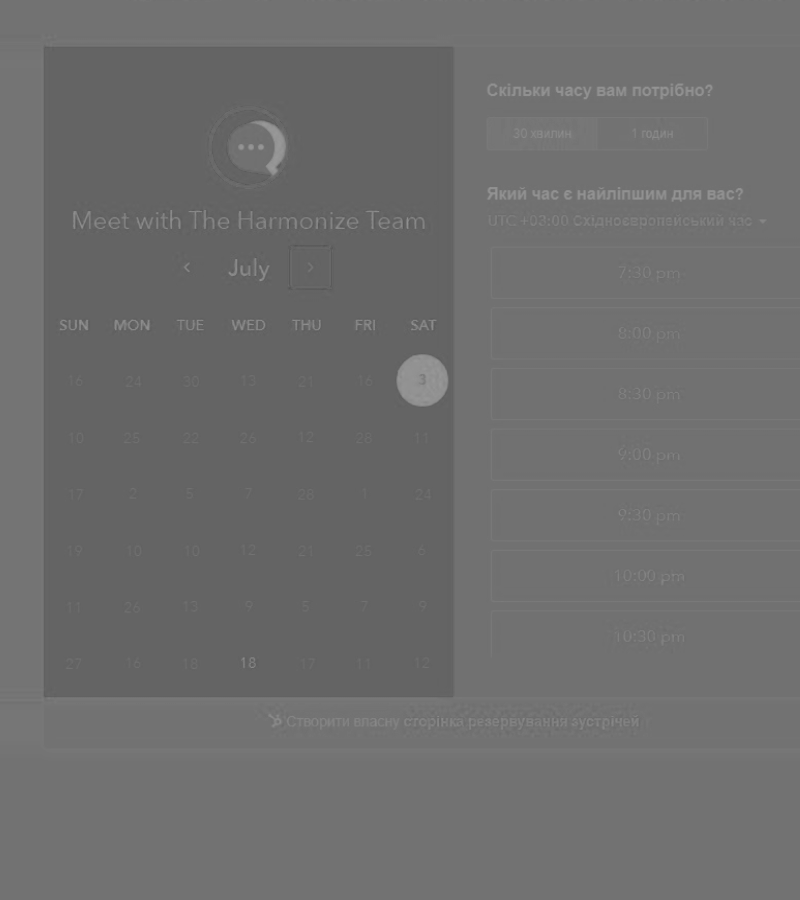 Meet with The Harmonize Team
July
SUN MON TUE WED THU FRI SAT
16 24 30 13 21 16 3
10 25 22 26 12 28 11
17 2 5 7 28 1 24
19 10 10 12 21 25 6
11 26 13 9 5 7 9
27 16 18 18 17 11 12
Скільки часу вам потрібно?
30 хвилин 1 годин
Який час є найліпшим для вас?
UTC +03:00 Східноєвропейський час
7:30 pm
8:00 pm
8:30 pm
9:00 pm
9:30 pm
10:00 pm
10:30 pm
Створити власну сторінка резервування зустрічей